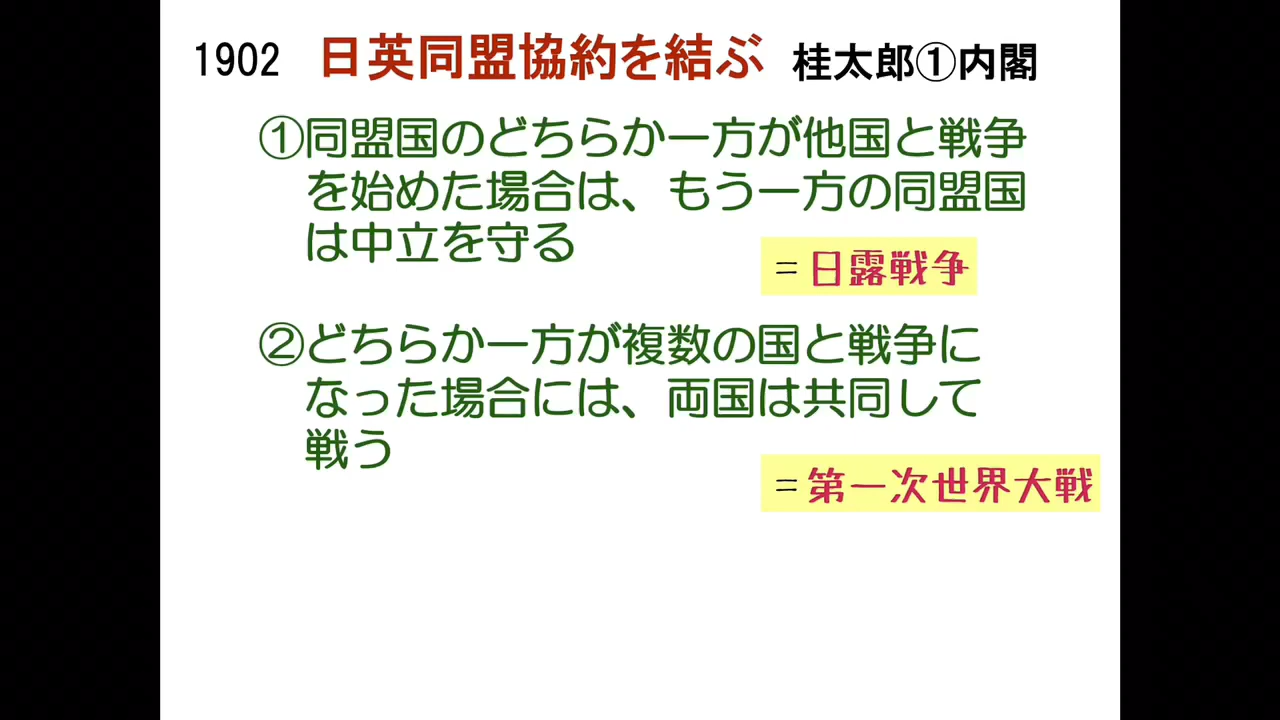 1902 日英同盟協約を結ぶ 桂太郎①内閣
①同盟国のどちらか一方が他国と戦争
を始めた場合は、もう一方の同盟国
は中立を守る
=日露戦争
②どちらか一方が複数の国と戦争に
なった場合には、両国は共同して
戦う
=第一次世界大戦